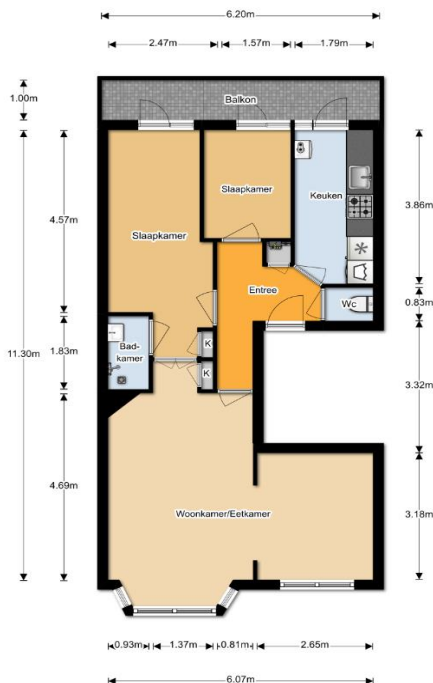 6.20m
2.47m
1.57m
1.79m
1.00m
Balkon
4.57m
Slaapkamer
Keuken
3.86m
Slaapkamer
Entree
Wc
0.83m
11.30m
1.83m
Bad-
kamer
K
K
3.32m
4.69m
Woonkamer/Eetkamer
3.18m
0.93m
1.37m
0.81m
2.65m
6.07m